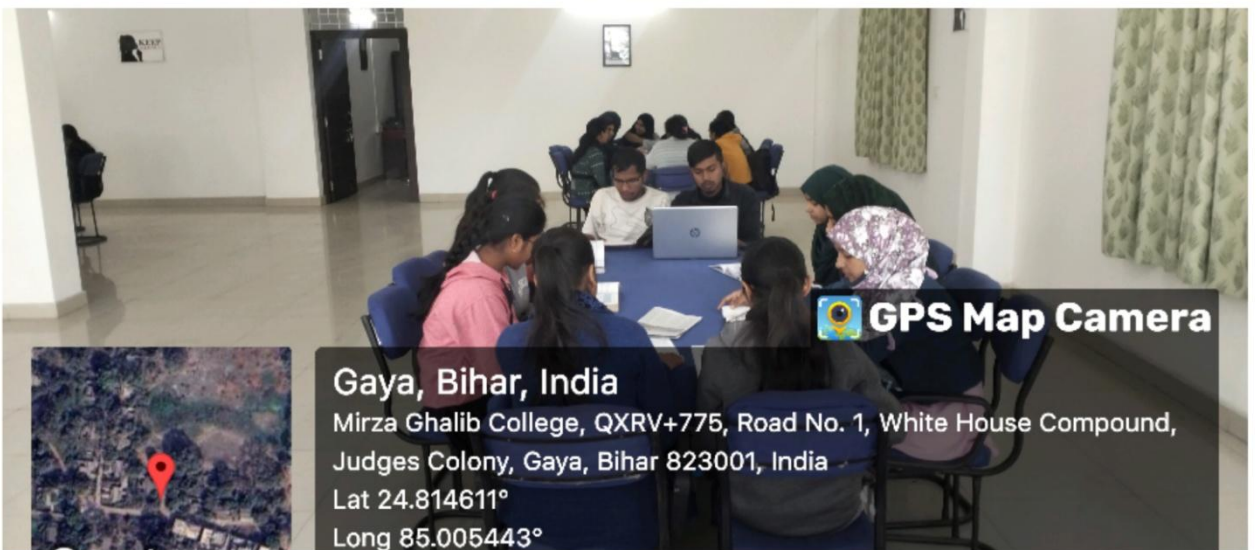 KEEP
GPS Map Camera
Gaya, Bihar, India
Mirza Ghalib College, QXRV+775, Road No. 1, White House Compound,
Judges Colony, Gaya, Bihar 823001, India
Lat 24.814611°
Long 85.005443°